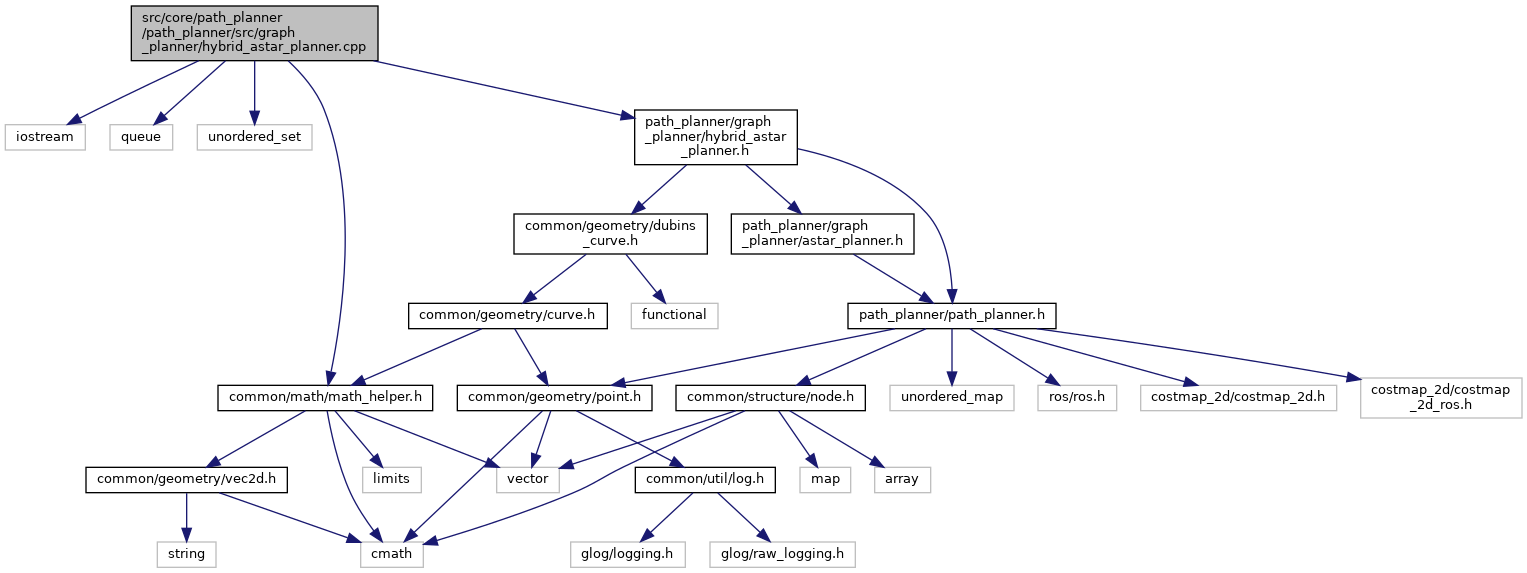 src/core/path_planner
/path_planner/src/graph
_planner/hybrid_astar_planner.cpp
iostream
queue
unordered_set
path_planner/graph
_planner/hybrid_astar
_planner.h
common/geometry/dubins
_curve.h
path_planner/graph
_planner/astar_planner.h
common/geometry/curve.h
functional
path_planner/path_planner.h
common/math/math_helper.h
common/geometry/point.h
common/structure/node.h
unordered_map
ros/ros.h
costmap_2d/costmap_2d.h
costmap_2d/costmap
_2d_ros.h
common/geometry/vec2d.h
limits
vector
common/util/log.h
map
array
string
cmath
glog/logging.h
glog/raw_logging.h